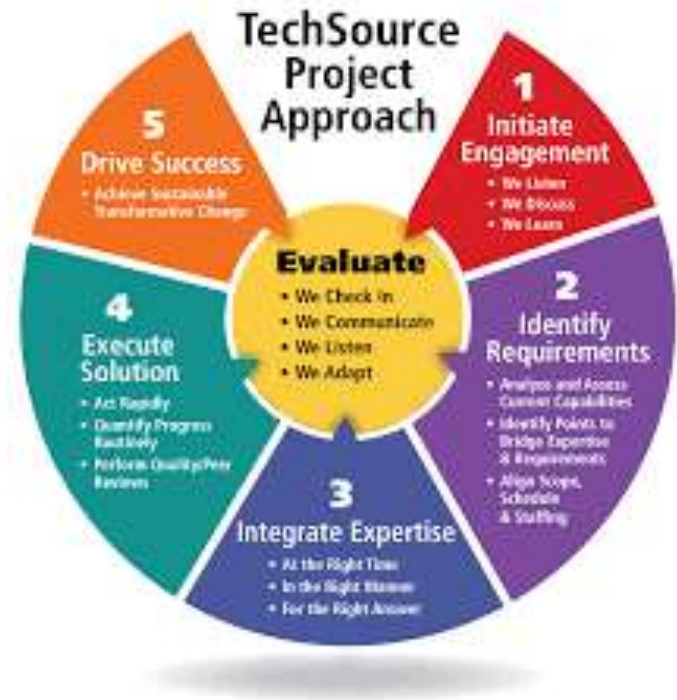 TechSource
Project
Approach
1
Initiate
Engagement
• We Listen
• We Discuss
• We Learn
2
Identify
Requirements
• Analyze and Assess
Current Capabilities
• Identify Points to
Bridge Expertise
& Requirements
• Align Scope,
Schedule
& Staffing
3
Integrate Expertise
• At the Right Time
• In the Right Manner
• For the Right Answer
4
Execute
Solution
• Act Rapidly
• Quantify Progress
Routinely
• Perform Quality/Peer
Reviews
5
Drive Success
• Achieve Sustainable
Transformative Change
Evaluate
• We Check In
• We Communicate
• We Listen
• We Adapt